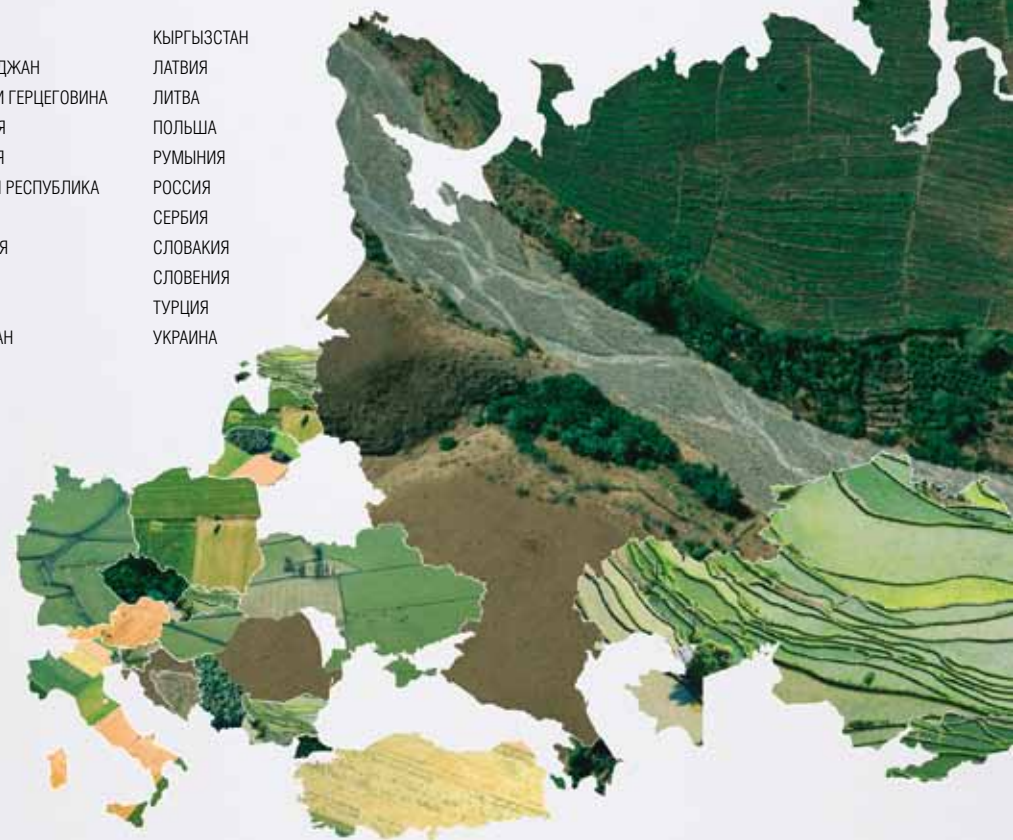 ДЖАН
И ГЕРЦЕГОВИНА
Я
Я
РЕСПУБЛИКА
Я
АН
КЫРГЫЗСТАН
ЛАТВИЯ
ЛИТВА
ПОЛЬША
РУМЫНИЯ
РОССИЯ
СЕРБИЯ
СЛОВАКИЯ
СЛОВЕНИЯ
ТУРЦИЯ
УКРАИНА